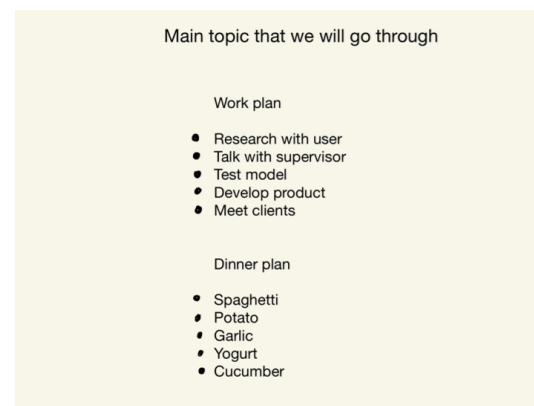 Main topic that we will go through
Work plan
• Research with user
• Talk with supervisor
• Test model
• Develop product
• Meet clients
Dinner plan
• Spaghetti
• Potato
• Garlic
• Yogurt
• Cucumber